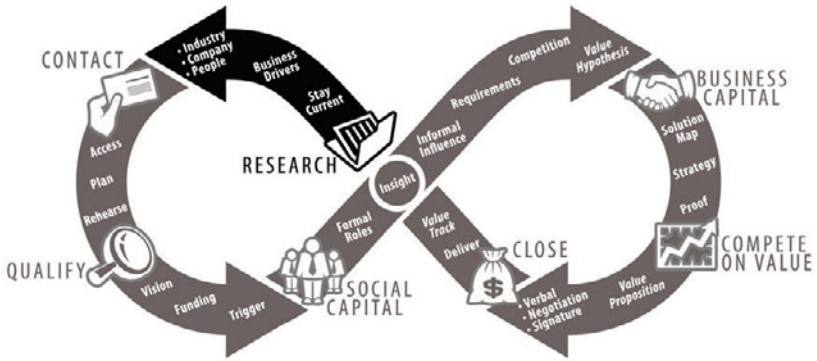 RESEARCH
Stay
Current
Business
Drivers
• Industry
• Company
• People
CONTACT
Access
Plan
Rehearse
QUALIFY
Vision
Funding
Trigger
SOCIAL
CAPITAL
Formal
Roles
Insight
Informal
Influence
Requirements
Competition
Value
Hypothesis
BUSINESS
CAPITAL
Solution
Map
Strategy
Proof
COMPETE
ON VALUE
Value
Proposition
• Verbal
• Negotiation
• Signature
CLOSE
$
Deliver
Value
Track